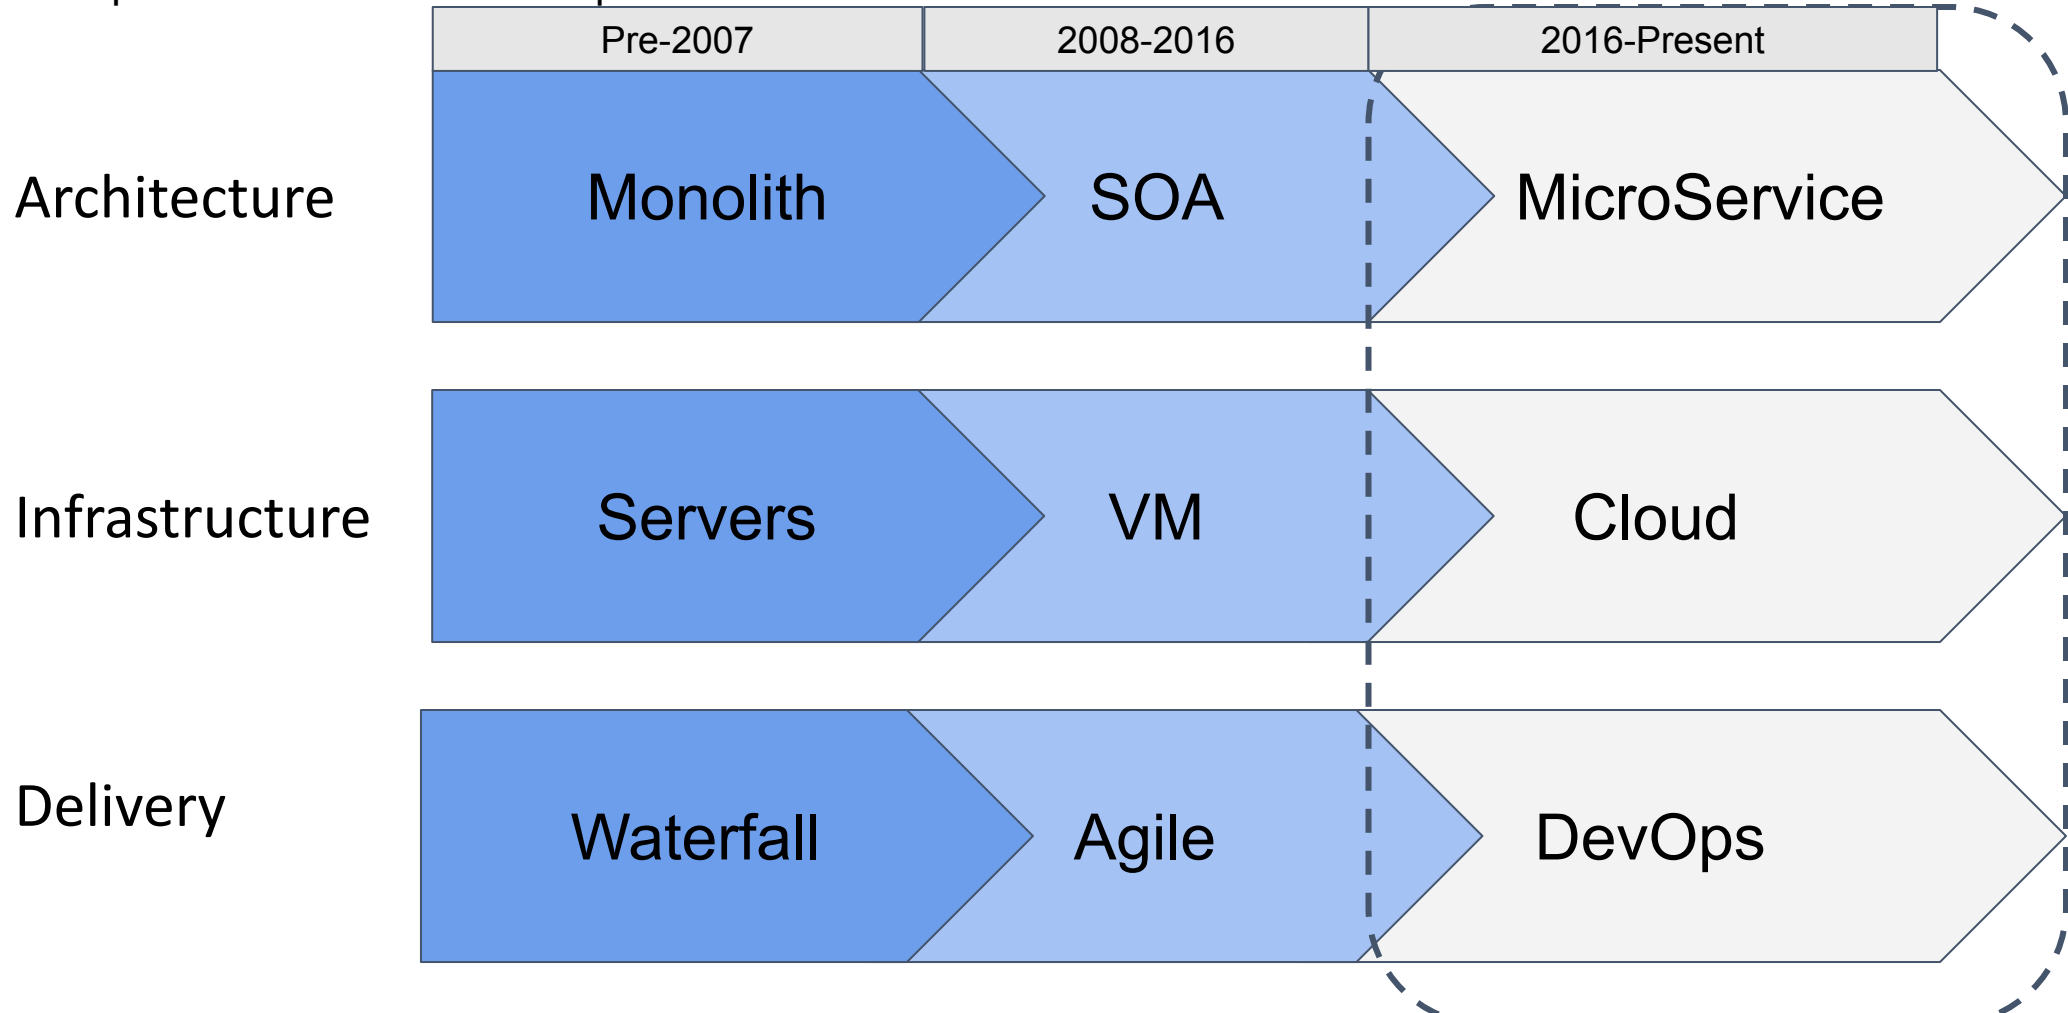 Pre-2007
2008-2016
2016-Present
Architecture
Monolith
SOA
MicroService
Infrastructure
Servers
VM
Cloud
Delivery
Waterfall
Agile
DevOps